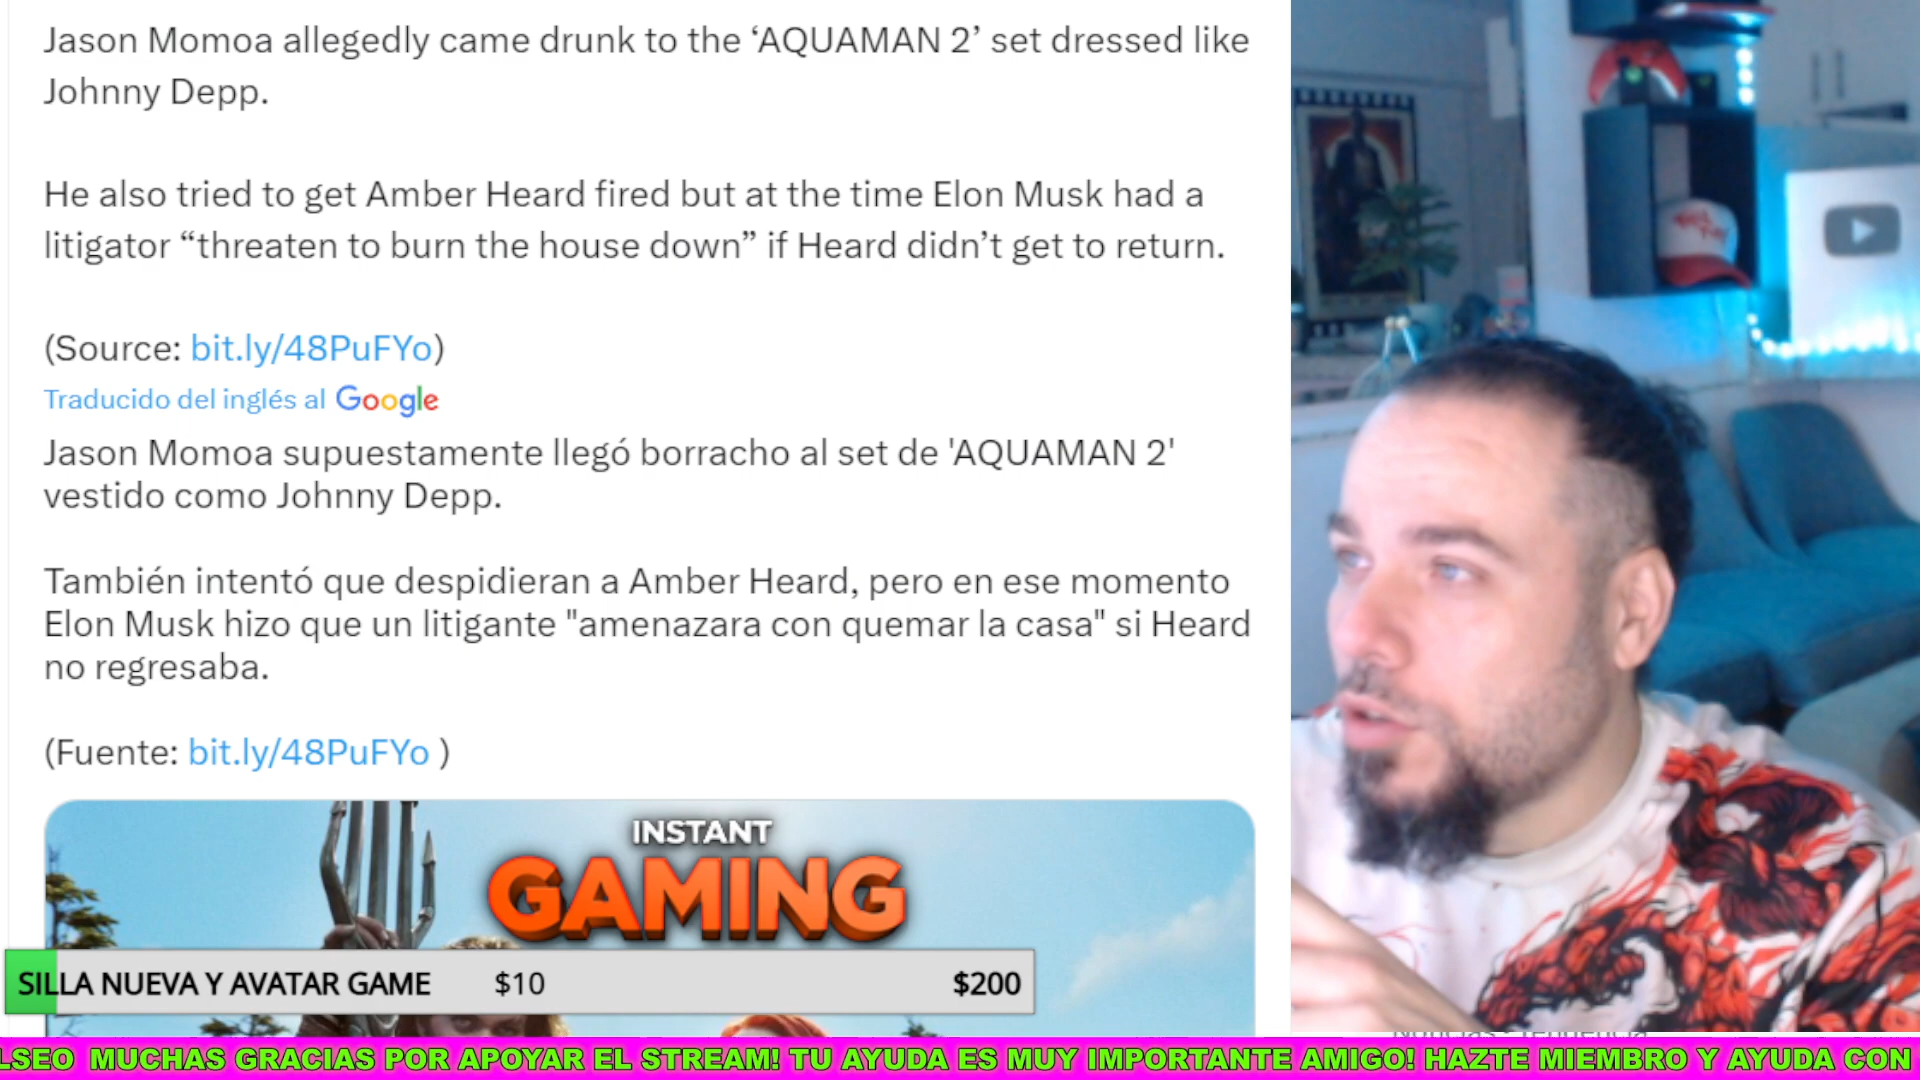 Jason Momoa allegedly came drunk to the ‘AQUAMAN 2’ set dressed like
Johnny Depp.
He also tried to get Amber Heard fired but at the time Elon Musk had a
litigator “threaten to burn the house down” if Heard didn’t get to return.
(Source: bit.ly/48PuFYo)
Traducido del inglés al Google
Jason Momoa supuestamente llegó borracho al set de 'AQUAMAN 2'
vestido como Johnny Depp.
También intentó que despidieran a Amber Heard, pero en ese momento
Elon Musk hizo que un litigante "amenazara con quemar la casa" si Heard
no regresaba.
(Fuente: bit.ly/48PuFYo )
INSTANT
GAMING
SILLA NUEVA Y AVATAR GAME $10 $200
LSEO MUCHAS GRACIAS POR APOYAR EL STREAM! TU AYUDA ES MUY IMPORTANTE AMIGO! HAZTE MIEMBRO Y AYUDA CON